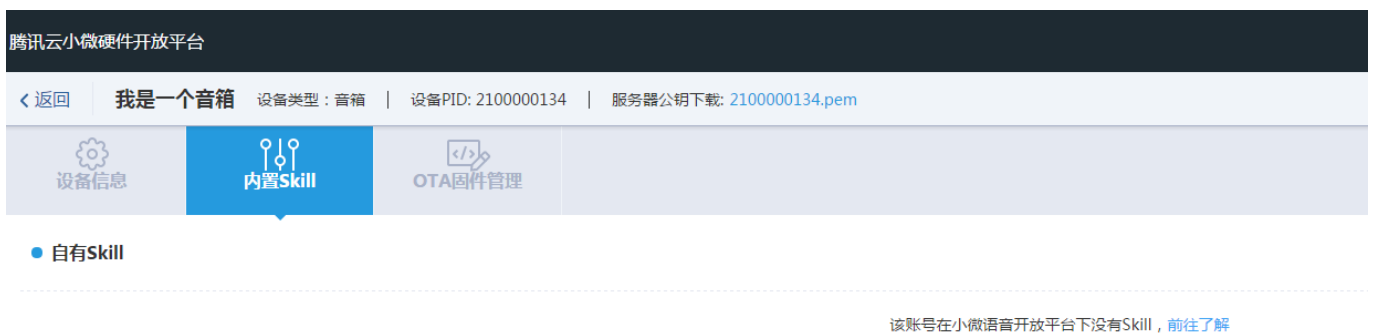 腾讯云小微硬件开放平台
返回 我是一个音箱 设备类型：音箱 | 设备PID: 2100000134 | 服务器公钥下载: 2100000134.pem
设备信息 内置Skill OTA固件管理
自有Skill
该账号在小微语音开放平台下没有Skill，前往了解